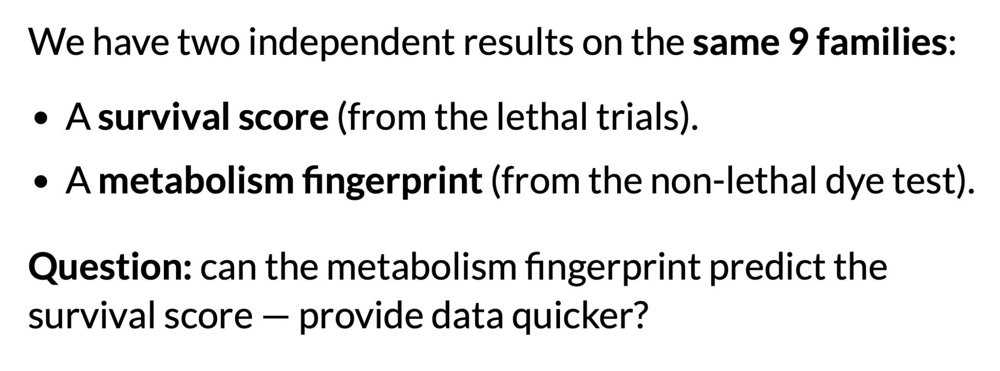 We have two independent results on the same 9 families:
• A survival score (from the lethal trials).
• A metabolism fingerprint (from the non-lethal dye test).
Question: can the metabolism fingerprint predict the
survival score — provide data quicker?